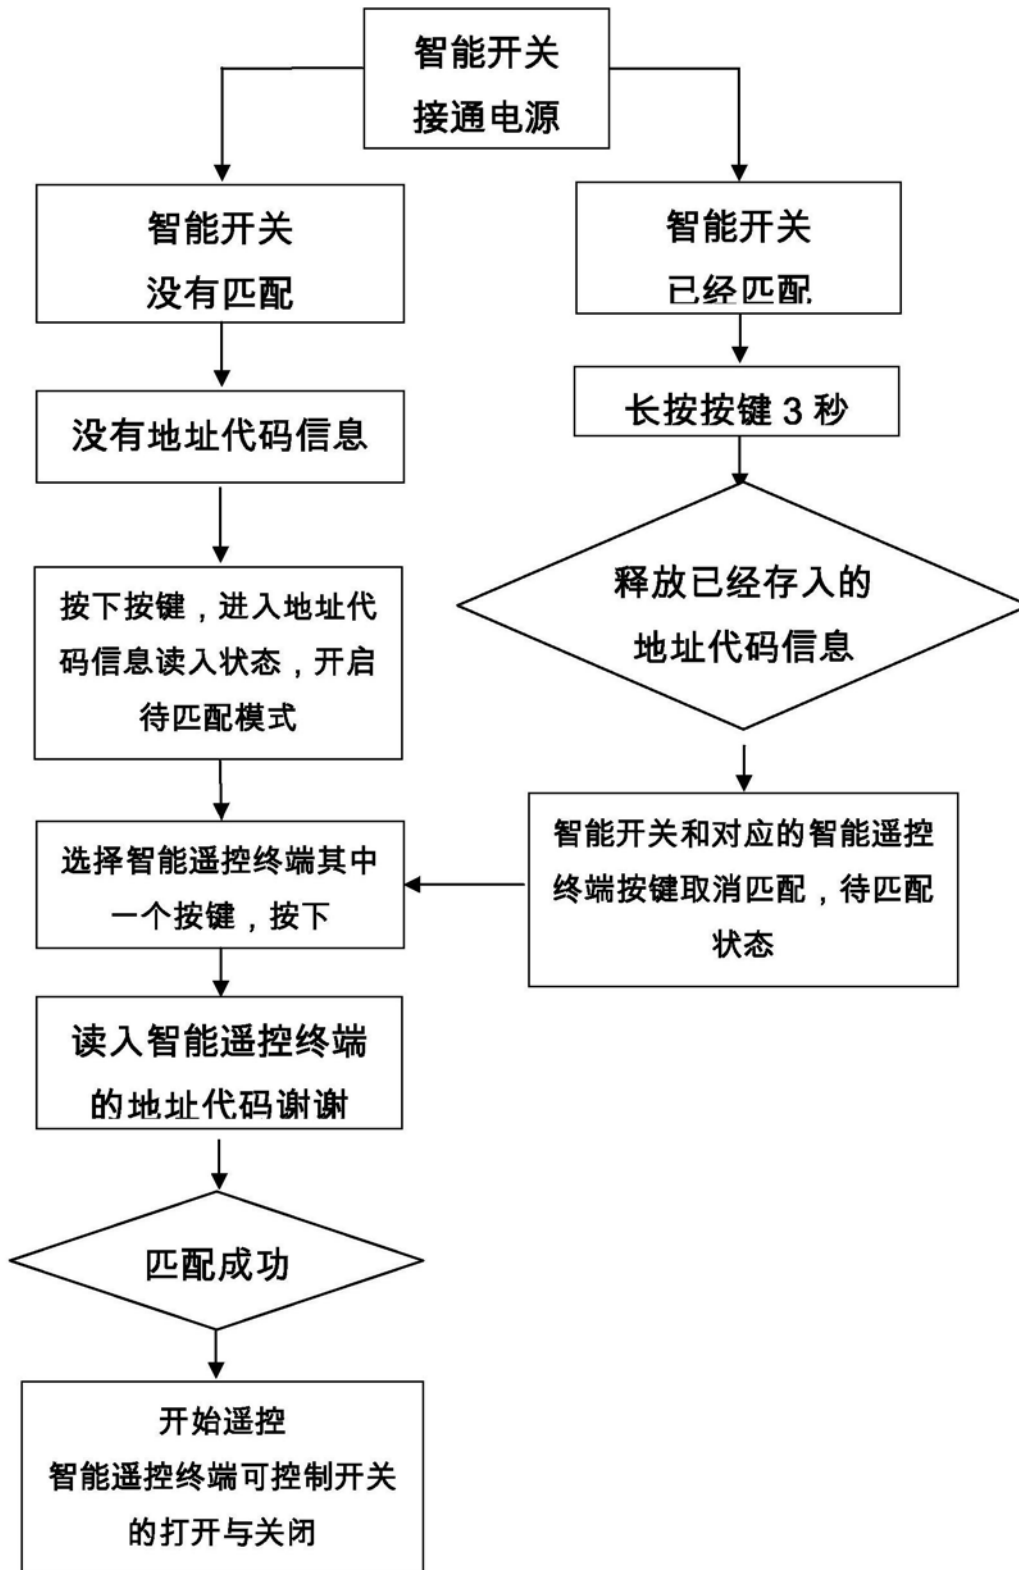 智能开关
接通电源
智能开关
没有匹配
智能开关
已经匹配
没有地址代码信息
长按按键 3 秒
按下按键，进入地址代
码信息读入状态，开启
待匹配模式
释放已经存入的
地址代码信息
选择智能遥控终端其中
一个按键，按下
智能开关和对应的智能遥控
终端按键取消匹配，待匹配
状态
读入智能遥控终端
的地址代码谢谢
匹配成功
开始遥控
智能遥控终端可控制开关
的打开与关闭